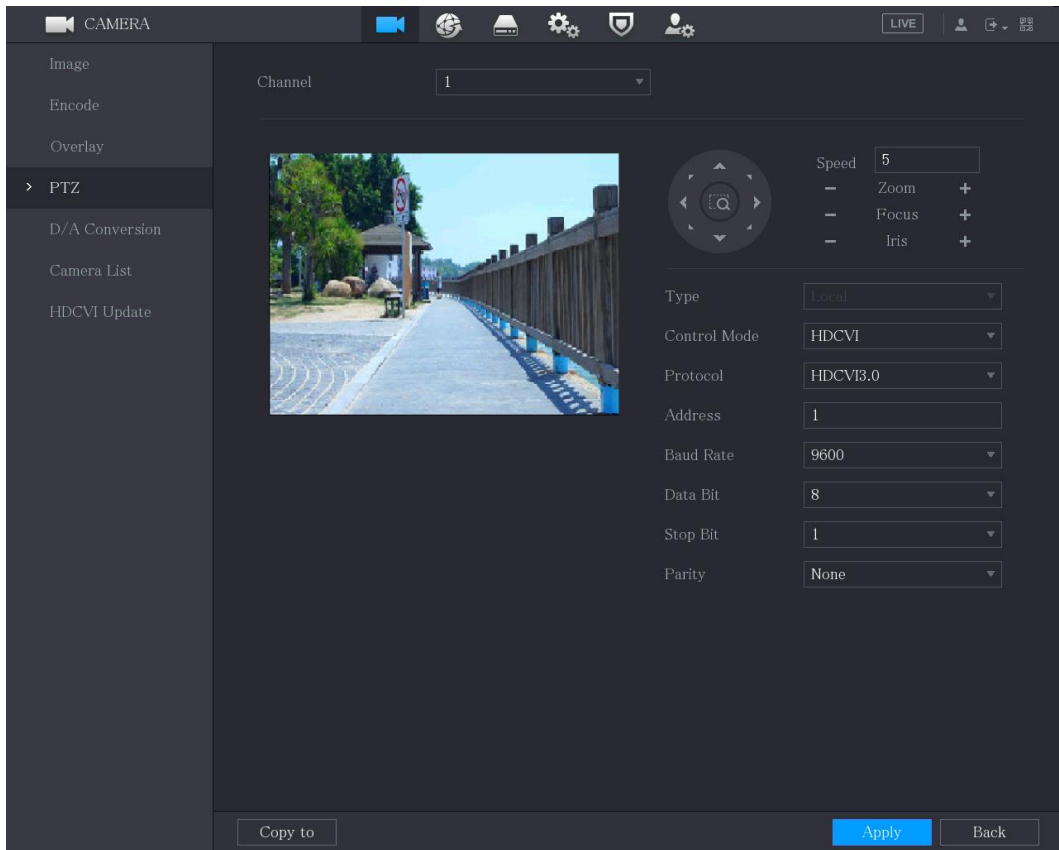 CAMERA
LIVE
Image
Encode
Overlay
PTZ
D/A Conversion
Camera List
HDCVI Update
Channel 1
Speed 5
Zoom
Focus
Iris
Type Local
Control Mode HDCVI
Protocol HDCVI3.0
Address 1
Baud Rate 9600
Data Bit 8
Stop Bit 1
Parity None
Copy to
Apply
Back